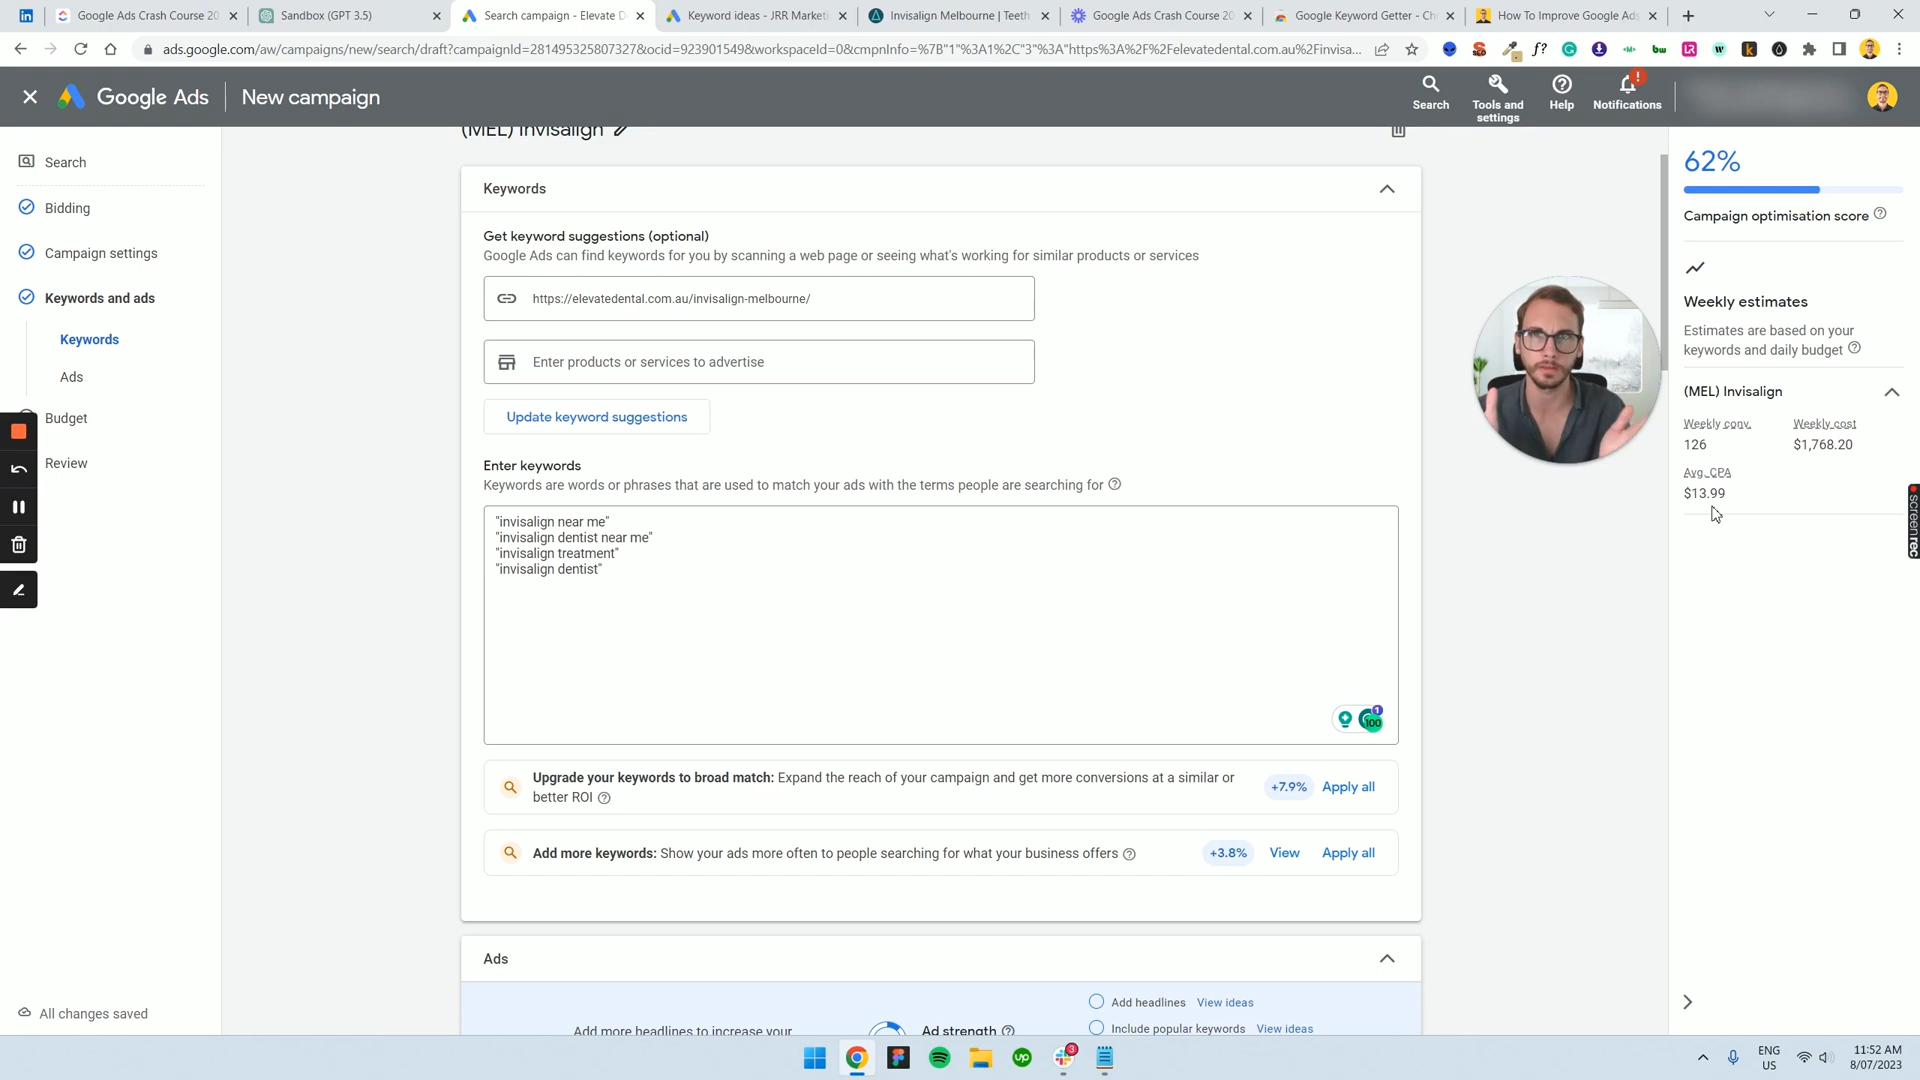 Google Ads Crash Course 20
Sandbox (GPT 3.5)
Search campaign - Elevate D
Keyword ideas - JRR Marketi
Invisalign Melbourne | Teeth
Google Ads Crash Course 20
Google Keyword Getter - Ch
How To Improve Google Ads
ads.google.com/aw/campaigns/new/search/draft?campaignId=281495325807327&ocid=923901549&workspaceId=0&cmpnInfo=%7B"1"%3A1%2C"3"%3A"https%3A%2F%2Felevatedental.com.au%2Finvisa...
Google Ads
New campaign
Search
Tools and
settings
Help
Notifications
(MEL) Invisalign
Search
Bidding
Campaign settings
Keywords and ads
Keywords
Ads
Budget
Review
All changes saved
Keywords
Get keyword suggestions (optional)
Google Ads can find keywords for you by scanning a web page or seeing what's working for similar products or services
https://elevatedental.com.au/invisalign-melbourne/
Enter products or services to advertise
Update keyword suggestions
Enter keywords
Keywords are words or phrases that are used to match your ads with the terms people are searching for
"invisalign near me"
"invisalign dentist near me"
"invisalign treatment"
"invisalign dentist"
1
100
Upgrade your keywords to broad match: Expand the reach of your campaign and get more conversions at a similar or
better ROI
+7.9%
Apply all
Add more keywords: Show your ads more often to people searching for what your business offers
+3.8%
View
Apply all
Ads
Add more headlines to increase your
Ad strength
Add headlines
View ideas
Include popular keywords
View ideas
62%
Campaign optimisation score
Weekly estimates
Estimates are based on your
keywords and daily budget
(MEL) Invisalign
Weekly conv.
Weekly cost
126
$1,768.20
Avg. CPA
$13.99
screenrec
3
ENG
US
11:52 AM
8/07/2023